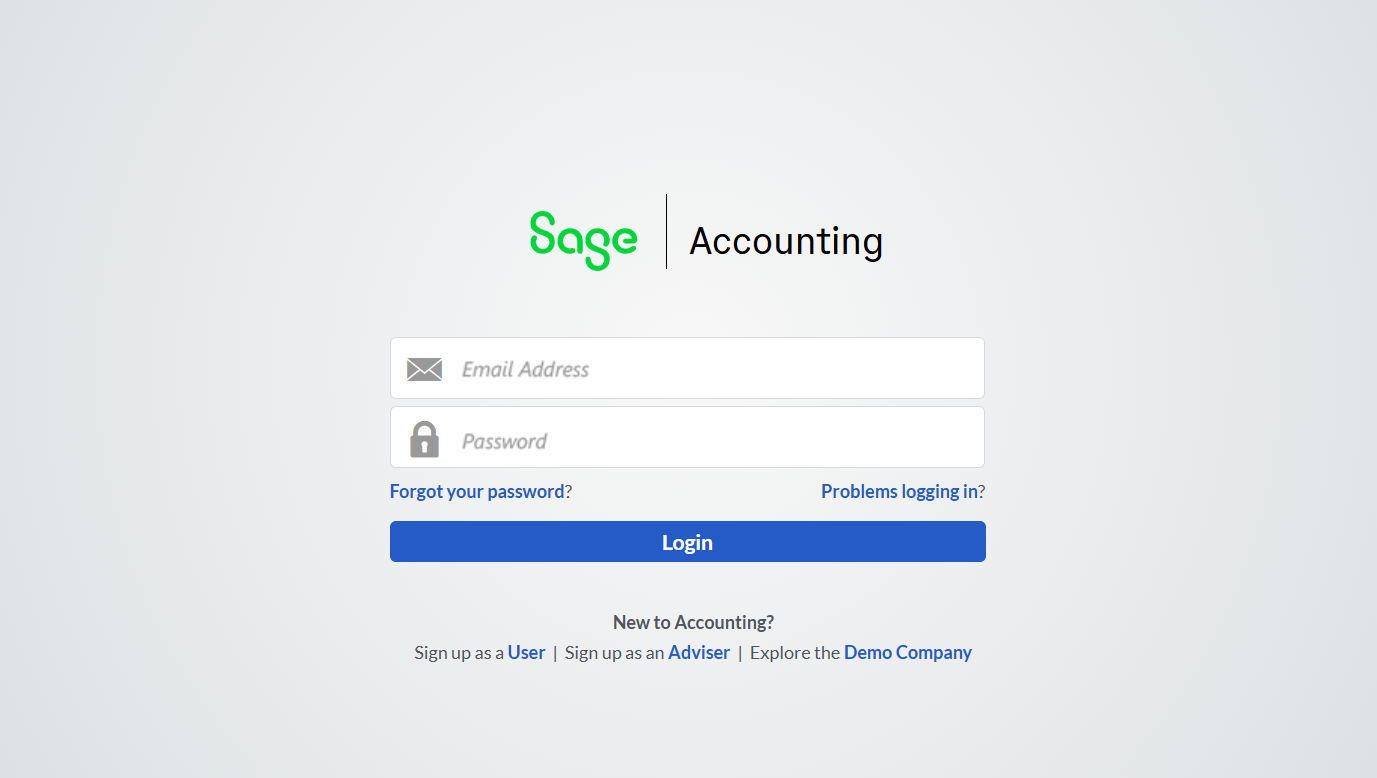 Sage | Accounting
Email Address
Password
Forgot your password? Problems logging in?
Login
New to Accounting?
Sign up as a User | Sign up as an Adviser | Explore the Demo Company